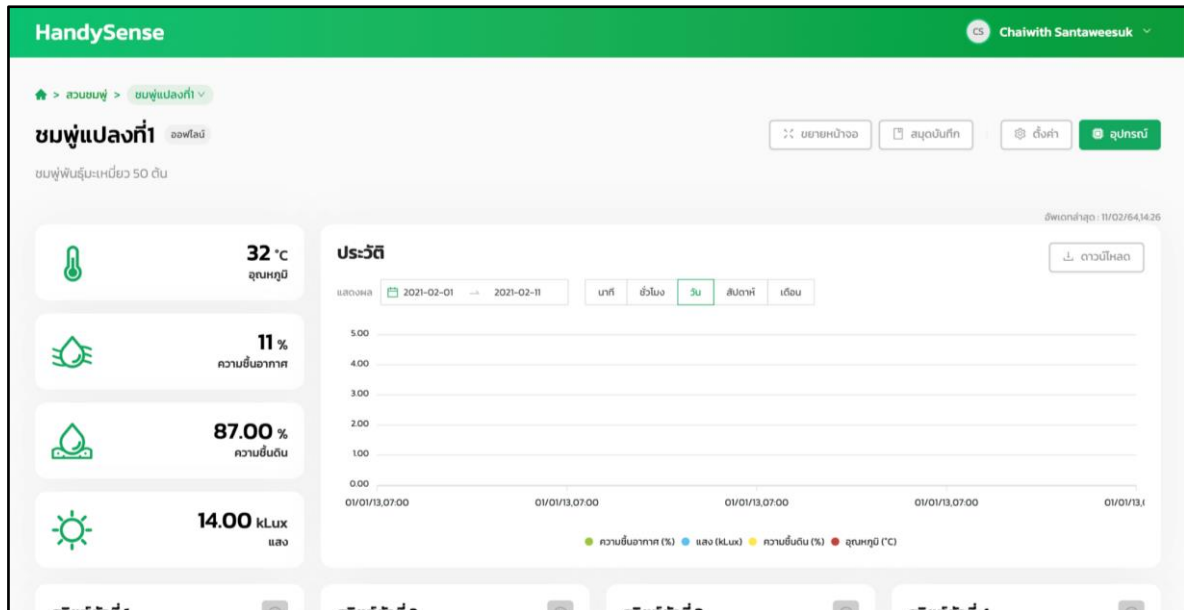 HandySense
CS Chaiwith Santaweesuk
> สวนชมพู่ > ชมพู่แปลงที่1
ชมพู่แปลงที่1 ออฟไลน์
ขยายหน้าจอ สมุดบันทึก ตั้งค่า อุปกรณ์
ชมพู่พันธุ์มะเหมี่ยว 50 ต้น
อัพเดทล่าสุด : 11/02/64,14:26
32 °C
อุณหภูมิ
11 %
ความชื้นอากาศ
87.00 %
ความชื้นดิน
14.00 kLux
แสง
ประวัติ
ดาวน์โหลด
แสดงผล 2021-02-01 → 2021-02-11 นาที ชั่วโมง วัน สัปดาห์ เดือน
5.00
4.00
3.00
2.00
1.00
0.00
01/01/13,07:00 01/01/13,07:00 01/01/13,07:00 01/01/13,07:00 01/01/13,
ความชื้นอากาศ (%) แสง (kLux) ความชื้นดิน (%) อุณหภูมิ (°C)